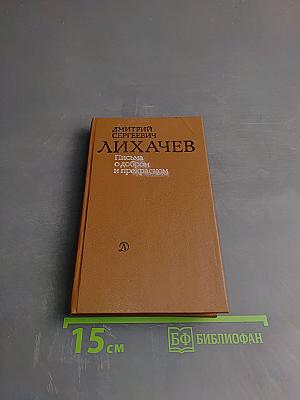 ДМИТРИЙ
СЕРГЕЕВИЧ
ЛИХАЧЕВ
Письма
о добром
и прекрасном
Д
15 см
БФ БИБЛИОФАН